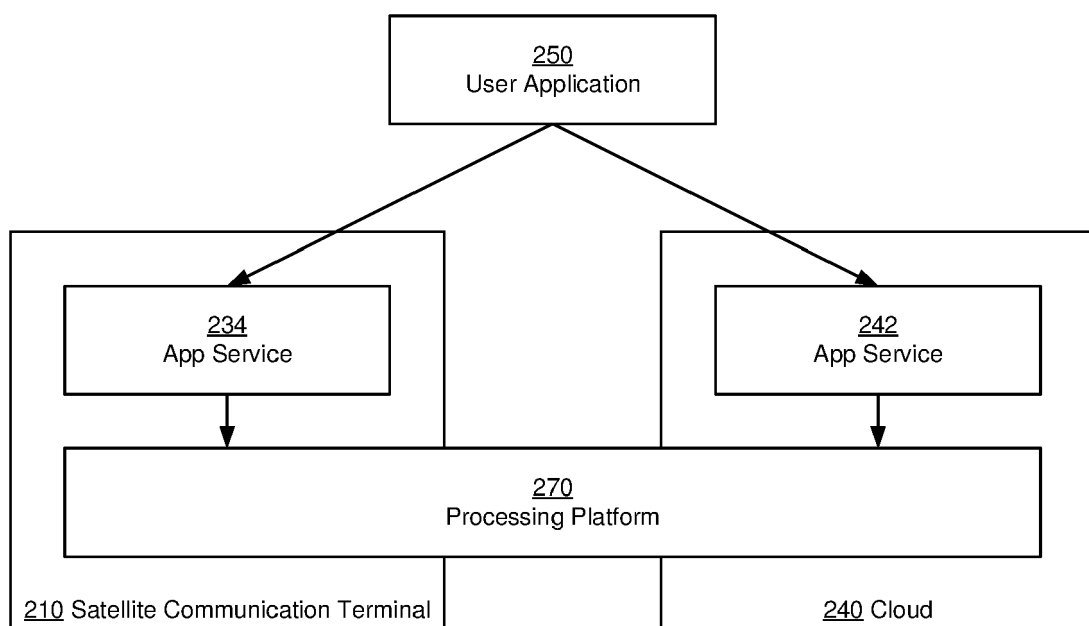 250
User Application
234
App Service
242
App Service
270
Processing Platform
210 Satellite Communication Terminal
240 Cloud